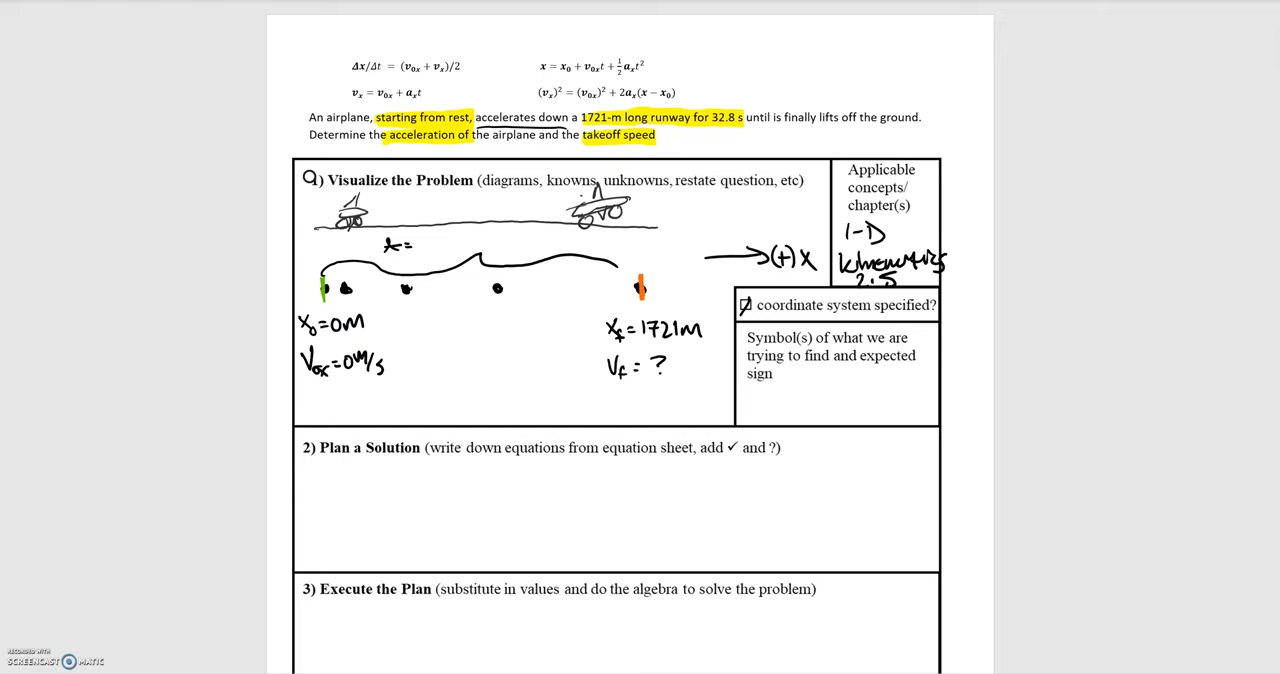 Δx/Δt = (v₀ₓ + vₓ)/2
x = x₀ + v₀ₓt + ½aₓt²
vₓ = v₀ₓ + aₓt
(vₓ)² = (v₀ₓ)² + 2aₓ(x − x₀)
An airplane, starting from rest, accelerates down a 1721-m long runway for 32.8 s until is finally lifts off the ground.
Determine the acceleration of the airplane and the takeoff speed
1) Visualize the Problem (diagrams, knowns, unknowns, restate question, etc)
t =
→(+) x
x₀ = 0m
V₀ₓ = 0 m/s
x_f = 1721m
V_f = ?
Applicable
concepts/
chapter(s)
1-D
kinematics
2.5
coordinate system specified?
Symbol(s) of what we are
trying to find and expected
sign
2) Plan a Solution (write down equations from equation sheet, add ✓ and ?)
3) Execute the Plan (substitute in values and do the algebra to solve the problem)
RECORDED WITH
SCREENCAST MATIC